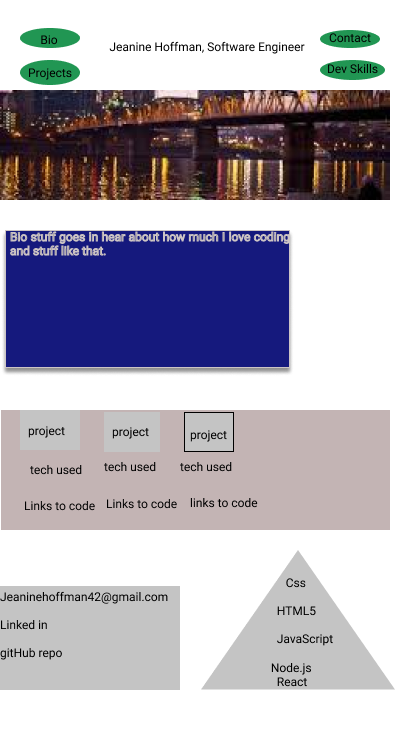 Bio
Contact
Jeanine Hoffman, Software Engineer
Projects
Dev Skills
Bio stuff goes in hear about how much I love coding
and stuff like that.
project
project
project
tech used
tech used
tech used
Links to code
Links to code
links to code
Jeaninehoffman42@gmail.com
Linked in
gitHub repo
Css
HTML5
JavaScript
Node.js
React